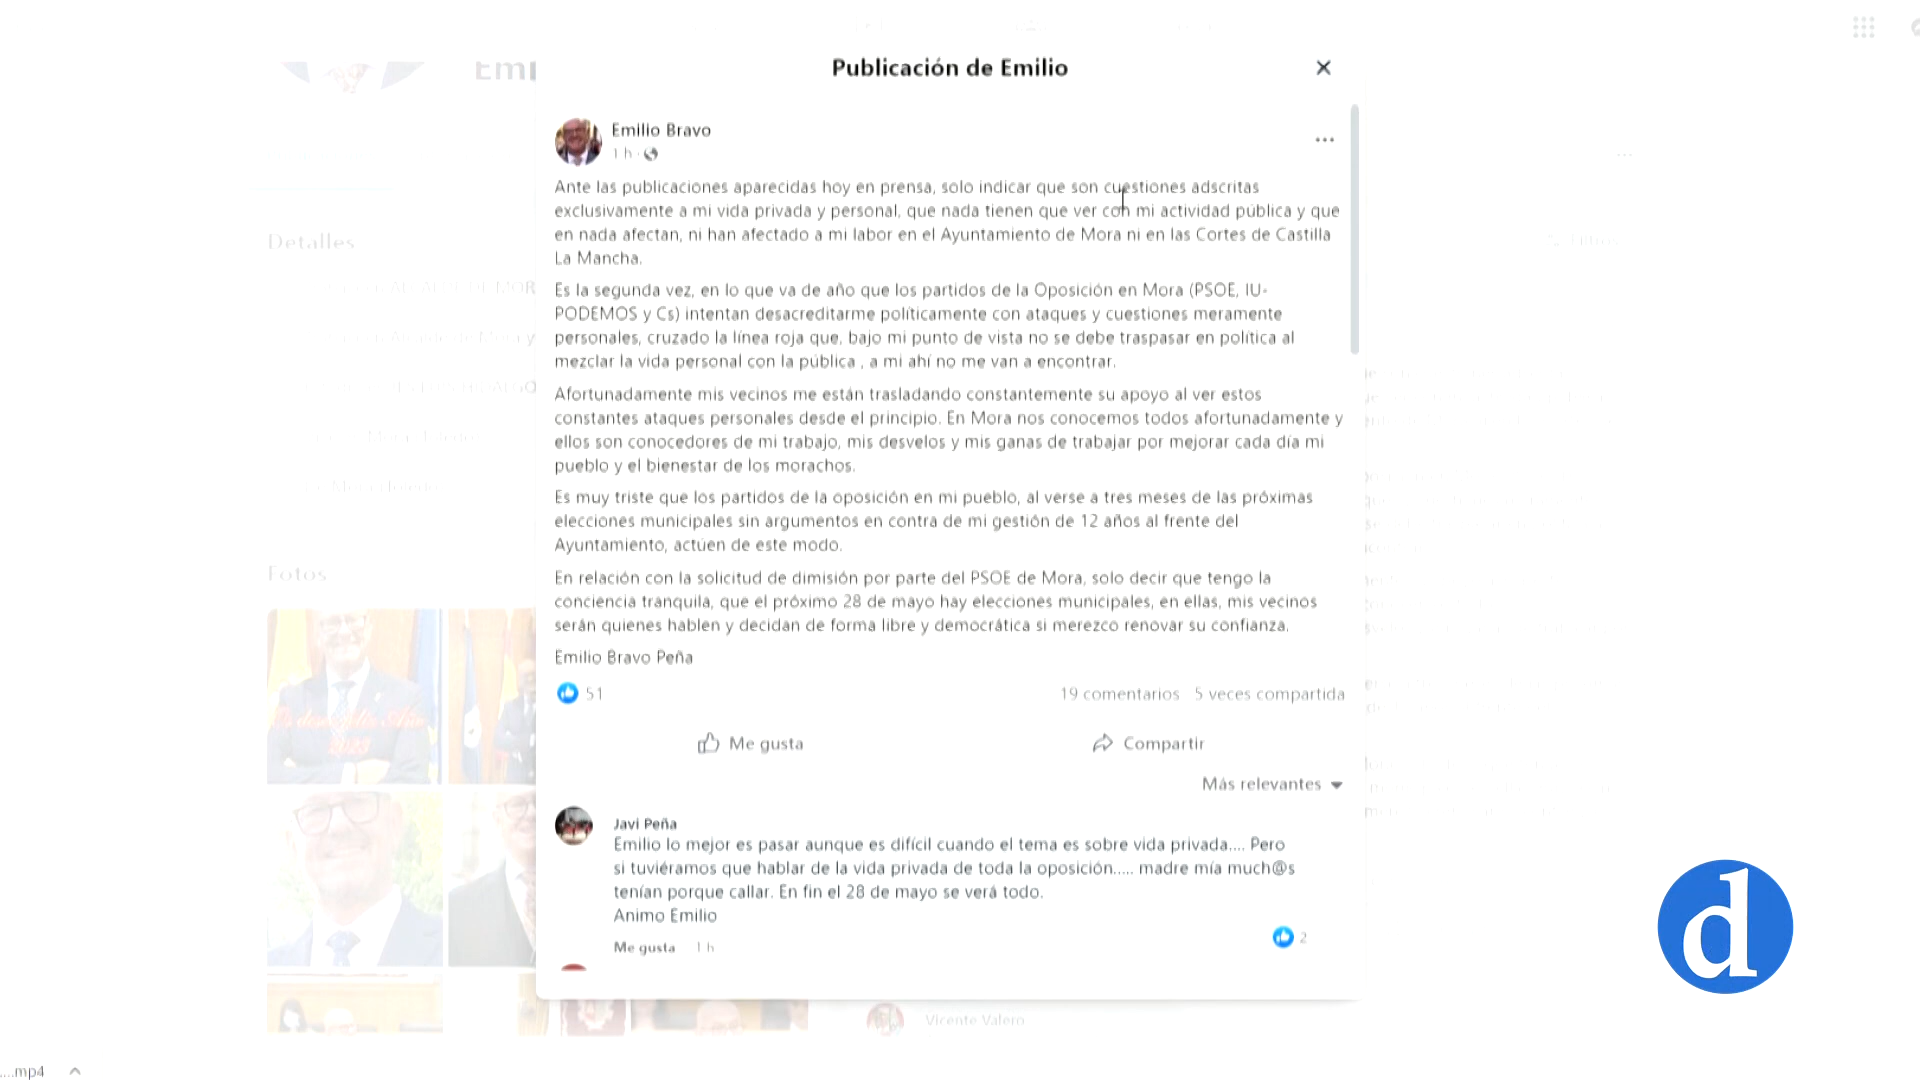 Publicación de Emilio
Emilio Bravo
1 h
Ante las publicaciones aparecidas hoy en prensa, solo indicar que son cuestiones adscritas
exclusivamente a mi vida privada y personal, que nada tienen que ver con mi actividad pública y que
en nada afectan, ni han afectado a mi labor en el Ayuntamiento de Mora ni en las Cortes de Castilla
La Mancha.
Es la segunda vez, en lo que va de año que los partidos de la Oposición en Mora (PSOE, IU-
PODEMOS y Cs) intentan desacreditarme políticamente con ataques y cuestiones meramente
personales, cruzado la línea roja que, bajo mi punto de vista no se debe traspasar en política al
mezclar la vida personal con la pública , a mi ahí no me van a encontrar.
Afortunadamente mis vecinos me están trasladando constantemente su apoyo al ver estos
constantes ataques personales desde el principio. En Mora nos conocemos todos afortunadamente y
ellos son conocedores de mi trabajo, mis desvelos y mis ganas de trabajar por mejorar cada día mi
pueblo y el bienestar de los morachos.
Es muy triste que los partidos de la oposición en mi pueblo, al verse a tres meses de las próximas
elecciones municipales sin argumentos en contra de mi gestión de 12 años al frente del
Ayuntamiento, actúen de este modo.
En relación con la solicitud de dimisión por parte del PSOE de Mora, solo decir que tengo la
conciencia tranquila, que el próximo 28 de mayo hay elecciones municipales, en ellas, mis vecinos
serán quienes hablen y decidan de forma libre y democrática si merezco renovar su confianza.
Emilio Bravo Peña
51
19 comentarios 5 veces compartida
Me gusta
Compartir
Más relevantes
Javi Peña
Emilio lo mejor es pasar aunque es difícil cuando el tema es sobre vida privada.... Pero
si tuviéramos que hablar de la vida privada de toda la oposición..... madre mía much@s
tenían porque callar. En fin el 28 de mayo se verá todo.
Animo Emilio
Me gusta 1 h
2
Detalles
Fotos
2023
Vicente Valero
d
....mp4